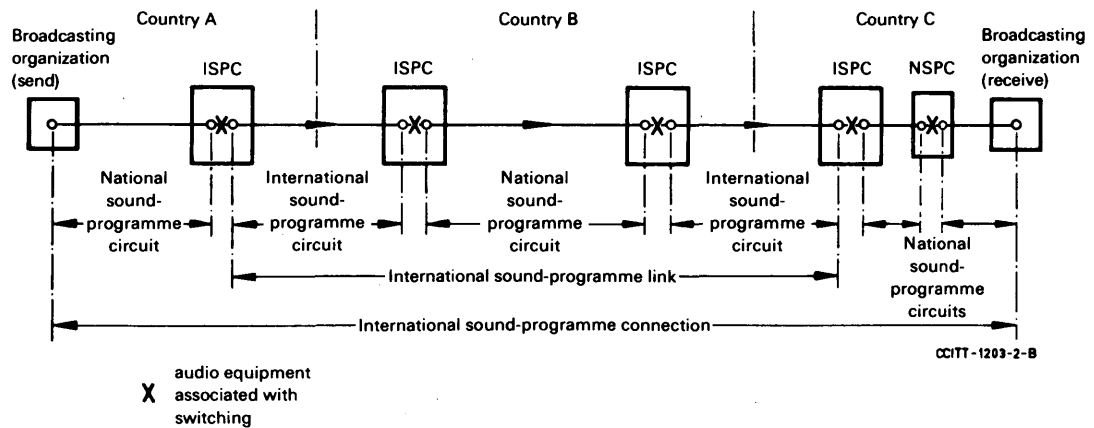 Country A
Country B
Country C
Broadcasting
organization
(send)
ISPC
ISPC
ISPC
ISPC
NSPC
Broadcasting
organization
(receive)
National
sound-
programme
circuit
International
sound-
programme
circuit
National
sound-
programme
circuit
International
sound-
programme
circuit
National
sound-
programme
circuits
International sound-programme link
International sound-programme connection
CCITT-1203-2-B
X
audio equipment
associated with
switching